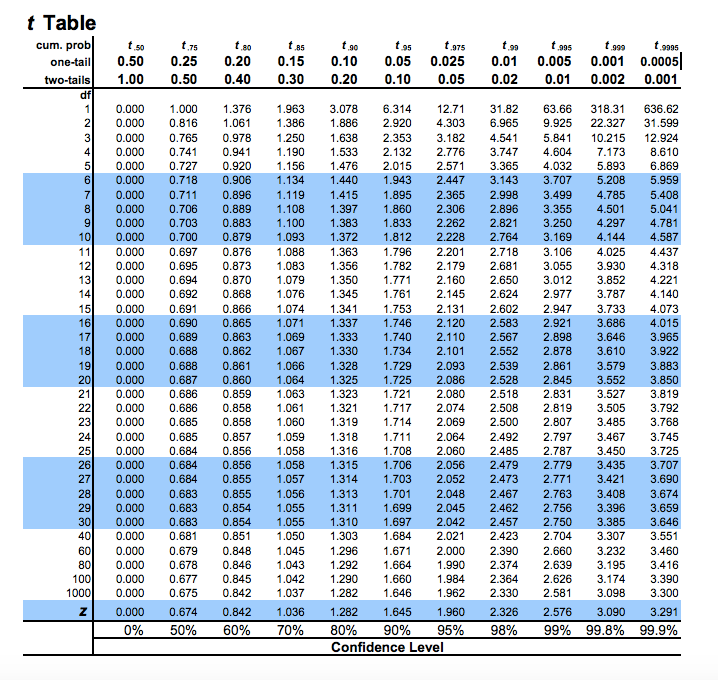 t Table
cum. prob t.50 t.75 t.80 t.85 t.90 t.95 t.975 t.99 t.995 t.999 t.9995
one-tail 0.50 0.25 0.20 0.15 0.10 0.05 0.025 0.01 0.005 0.001 0.0005
two-tails 1.00 0.50 0.40 0.30 0.20 0.10 0.05 0.02 0.01 0.002 0.001
df
1 0.000 1.000 1.376 1.963 3.078 6.314 12.71 31.82 63.66 318.31 636.62
2 0.000 0.816 1.061 1.386 1.886 2.920 4.303 6.965 9.925 22.327 31.599
3 0.000 0.765 0.978 1.250 1.638 2.353 3.182 4.541 5.841 10.215 12.924
4 0.000 0.741 0.941 1.190 1.533 2.132 2.776 3.747 4.604 7.173 8.610
5 0.000 0.727 0.920 1.156 1.476 2.015 2.571 3.365 4.032 5.893 6.869
6 0.000 0.718 0.906 1.134 1.440 1.943 2.447 3.143 3.707 5.208 5.959
7 0.000 0.711 0.896 1.119 1.415 1.895 2.365 2.998 3.499 4.785 5.408
8 0.000 0.706 0.889 1.108 1.397 1.860 2.306 2.896 3.355 4.501 5.041
9 0.000 0.703 0.883 1.100 1.383 1.833 2.262 2.821 3.250 4.297 4.781
10 0.000 0.700 0.879 1.093 1.372 1.812 2.228 2.764 3.169 4.144 4.587
11 0.000 0.697 0.876 1.088 1.363 1.796 2.201 2.718 3.106 4.025 4.437
12 0.000 0.695 0.873 1.083 1.356 1.782 2.179 2.681 3.055 3.930 4.318
13 0.000 0.694 0.870 1.079 1.350 1.771 2.160 2.650 3.012 3.852 4.221
14 0.000 0.692 0.868 1.076 1.345 1.761 2.145 2.624 2.977 3.787 4.140
15 0.000 0.691 0.866 1.074 1.341 1.753 2.131 2.602 2.947 3.733 4.073
16 0.000 0.690 0.865 1.071 1.337 1.746 2.120 2.583 2.921 3.686 4.015
17 0.000 0.689 0.863 1.069 1.333 1.740 2.110 2.567 2.898 3.646 3.965
18 0.000 0.688 0.862 1.067 1.330 1.734 2.101 2.552 2.878 3.610 3.922
19 0.000 0.688 0.861 1.066 1.328 1.729 2.093 2.539 2.861 3.579 3.883
20 0.000 0.687 0.860 1.064 1.325 1.725 2.086 2.528 2.845 3.552 3.850
21 0.000 0.686 0.859 1.063 1.323 1.721 2.080 2.518 2.831 3.527 3.819
22 0.000 0.686 0.858 1.061 1.321 1.717 2.074 2.508 2.819 3.505 3.792
23 0.000 0.685 0.858 1.060 1.319 1.714 2.069 2.500 2.807 3.485 3.768
24 0.000 0.685 0.857 1.059 1.318 1.711 2.064 2.492 2.797 3.467 3.745
25 0.000 0.684 0.856 1.058 1.316 1.708 2.060 2.485 2.787 3.450 3.725
26 0.000 0.684 0.856 1.058 1.315 1.706 2.056 2.479 2.779 3.435 3.707
27 0.000 0.684 0.855 1.057 1.314 1.703 2.052 2.473 2.771 3.421 3.690
28 0.000 0.683 0.855 1.056 1.313 1.701 2.048 2.467 2.763 3.408 3.674
29 0.000 0.683 0.854 1.055 1.311 1.699 2.045 2.462 2.756 3.396 3.659
30 0.000 0.683 0.854 1.055 1.310 1.697 2.042 2.457 2.750 3.385 3.646
40 0.000 0.681 0.851 1.050 1.303 1.684 2.021 2.423 2.704 3.307 3.551
60 0.000 0.679 0.848 1.045 1.296 1.671 2.000 2.390 2.660 3.232 3.460
80 0.000 0.678 0.846 1.043 1.292 1.664 1.990 2.374 2.639 3.195 3.416
100 0.000 0.677 0.845 1.042 1.290 1.660 1.984 2.364 2.626 3.174 3.390
1000 0.000 0.675 0.842 1.037 1.282 1.646 1.962 2.330 2.581 3.098 3.300
z 0.000 0.674 0.842 1.036 1.282 1.645 1.960 2.326 2.576 3.090 3.291
0% 50% 60% 70% 80% 90% 95% 98% 99% 99.8% 99.9%
Confidence Level